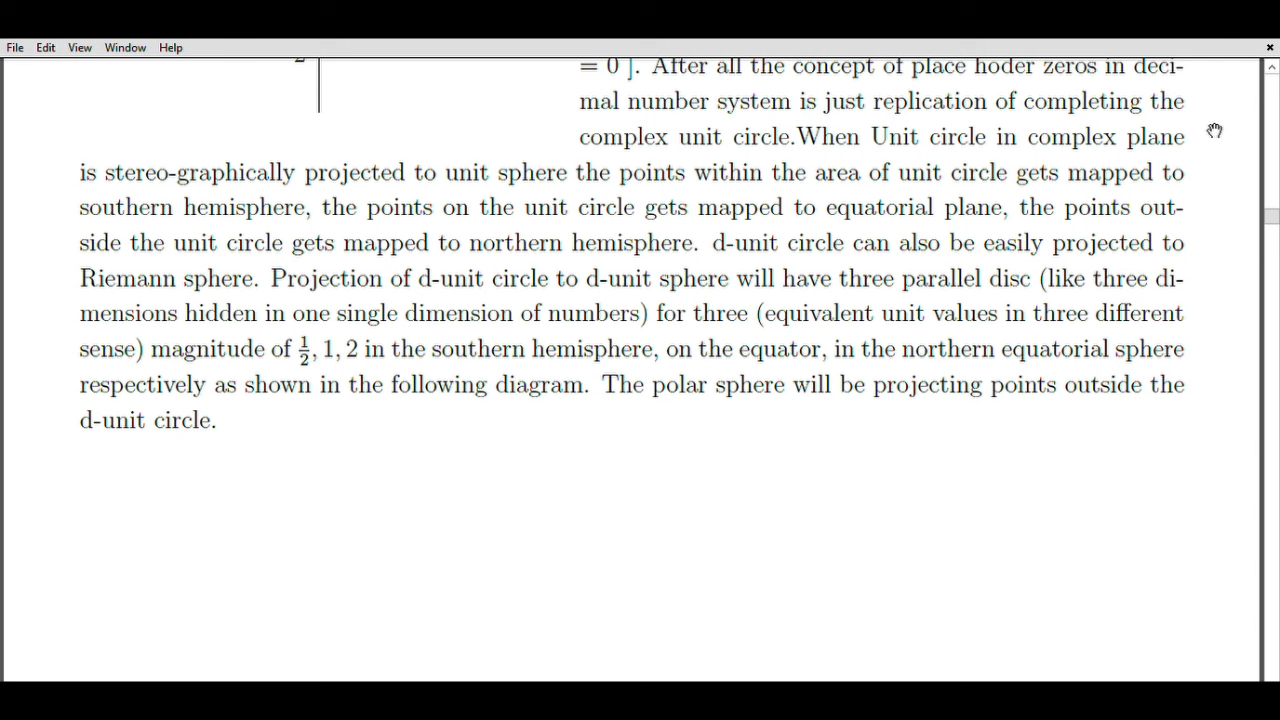 File Edit View Window Help
= 0 ]. After all the concept of place hoder zeros in deci-
mal number system is just replication of completing the
complex unit circle.When Unit circle in complex plane
is stereo-graphically projected to unit sphere the points within the area of unit circle gets mapped to
southern hemisphere, the points on the unit circle gets mapped to equatorial plane, the points out-
side the unit circle gets mapped to northern hemisphere. d-unit circle can also be easily projected to
Riemann sphere. Projection of d-unit circle to d-unit sphere will have three parallel disc (like three di-
mensions hidden in one single dimension of numbers) for three (equivalent unit values in three different
sense) magnitude of 1/2, 1, 2 in the southern hemisphere, on the equator, in the northern equatorial sphere
respectively as shown in the following diagram. The polar sphere will be projecting points outside the
d-unit circle.